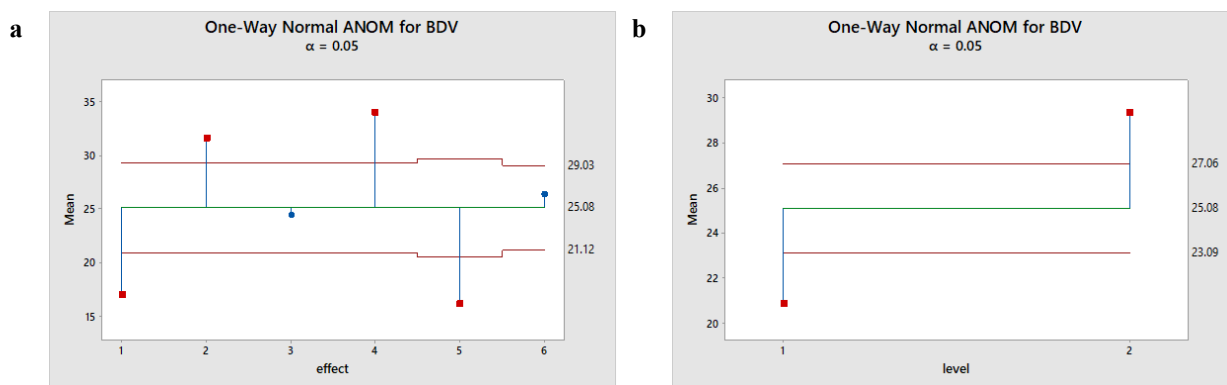 a
One-Way Normal ANOM for BDV
α = 0.05
35
30
25
20
15
Mean
29.03
25.08
21.12
1 2 3 4 5 6
effect
b
One-Way Normal ANOM for BDV
α = 0.05
30
28
26
24
22
20
Mean
27.06
25.08
23.09
1 2
level